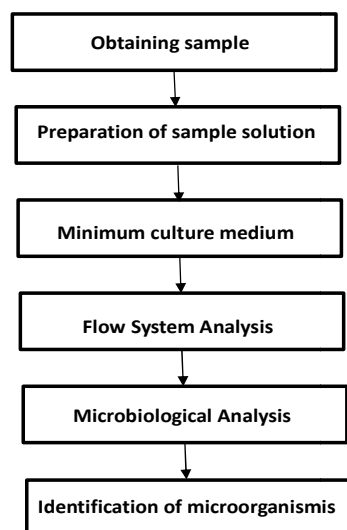 Obtaining sample
Preparation of sample solution
Minimum culture medium
Flow System Analysis
Microbiological Analysis
Identification of microorganismis